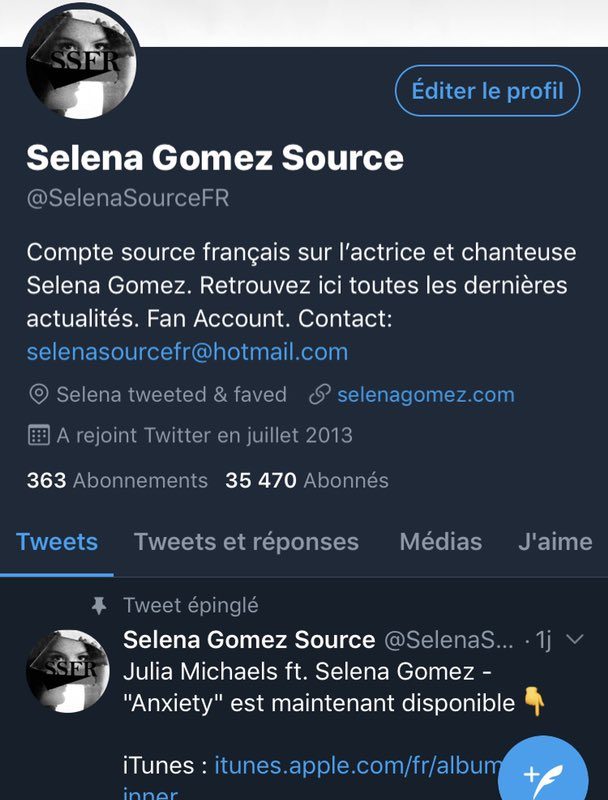 SSFR
Éditer le profil
Selena Gomez Source
@SelenaSourceFR
Compte source français sur l’actrice et chanteuse
Selena Gomez. Retrouvez ici toutes les dernières
actualités. Fan Account. Contact:
selenasourcefr@hotmail.com
Selena tweeted & faved selenagomez.com
A rejoint Twitter en juillet 2013
363 Abonnements 35 470 Abonnés
Tweets Tweets et réponses Médias J'aime
Tweet épinglé
SSFR
Selena Gomez Source @SelenaS... · 1j
Julia Michaels ft. Selena Gomez -
"Anxiety" est maintenant disponible 👇
iTunes : itunes.apple.com/fr/album
inner